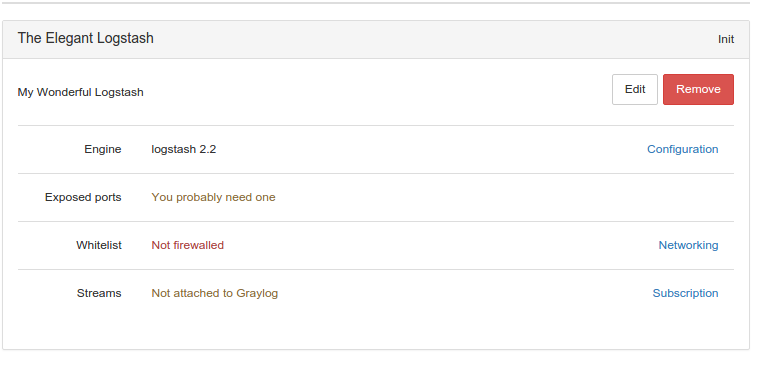 The Elegant Logstash Init
My Wonderful Logstash Edit Remove
Engine logstash 2.2 Configuration
Exposed ports You probably need one
Whitelist Not firewalled Networking
Streams Not attached to Graylog Subscription